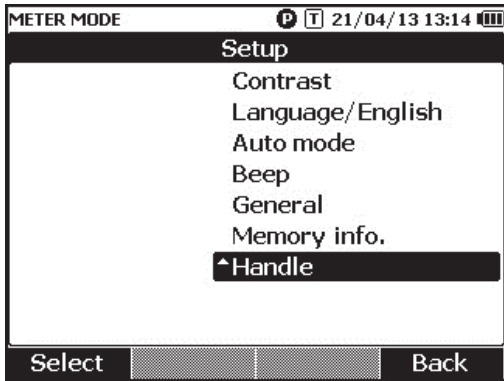 METER MODE P T 21/04/13 13:14
Setup
Contrast
Language/English
Auto mode
Beep
General
Memory info.
Handle
Select Back